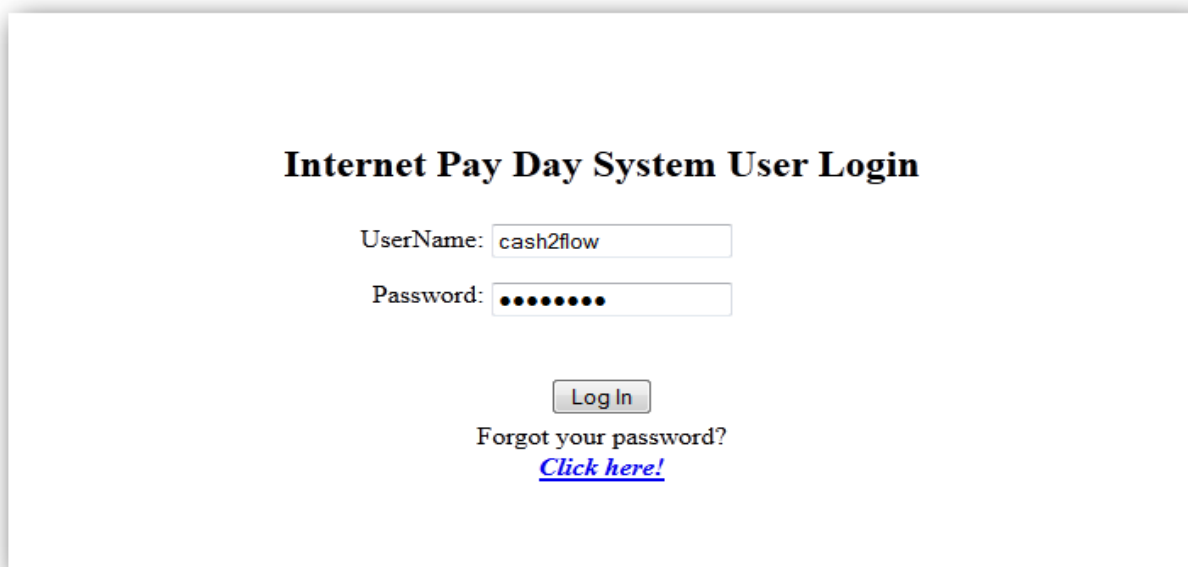 Internet Pay Day System User Login
UserName: cash2flow
Password: ••••••••
Log In
Forgot your password?
Click here!